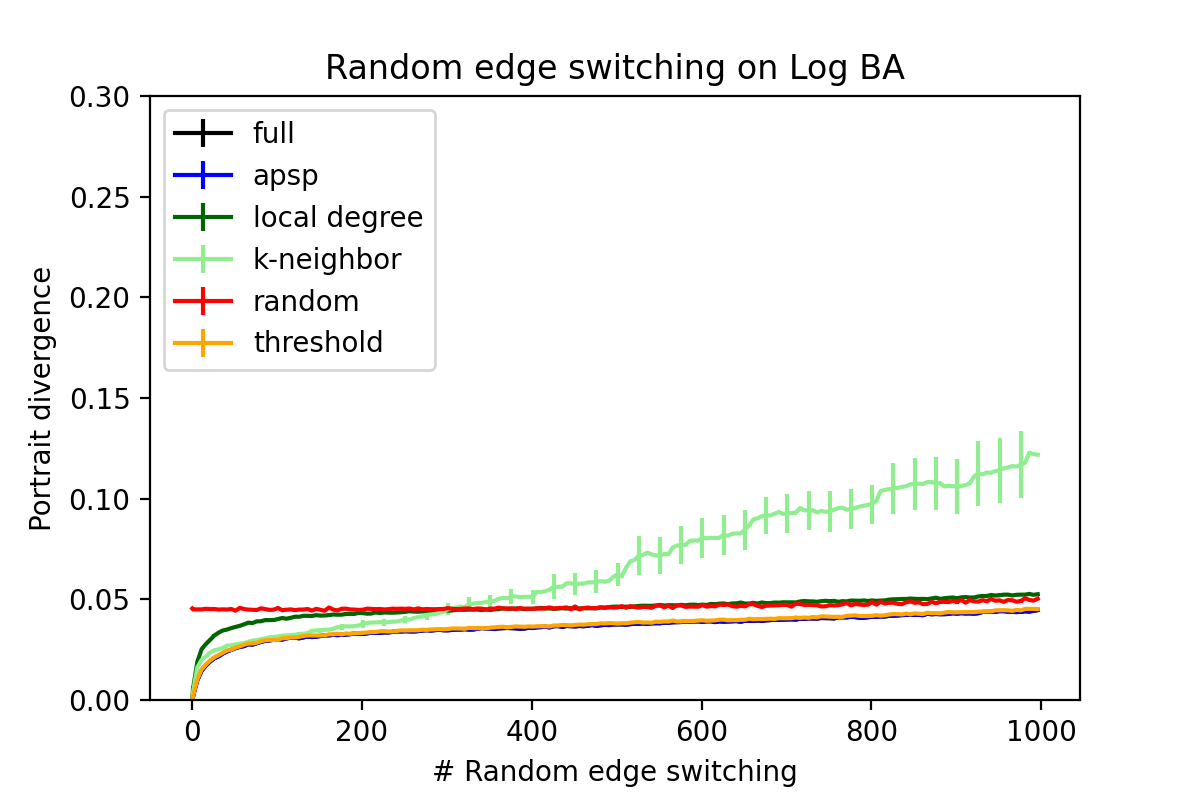 Random edge switching on Log BA
0.30
0.25
0.20
0.15
0.10
0.05
0.00
Portrait divergence
full
apsp
local degree
k-neighbor
random
threshold
0 200 400 600 800 1000
# Random edge switching